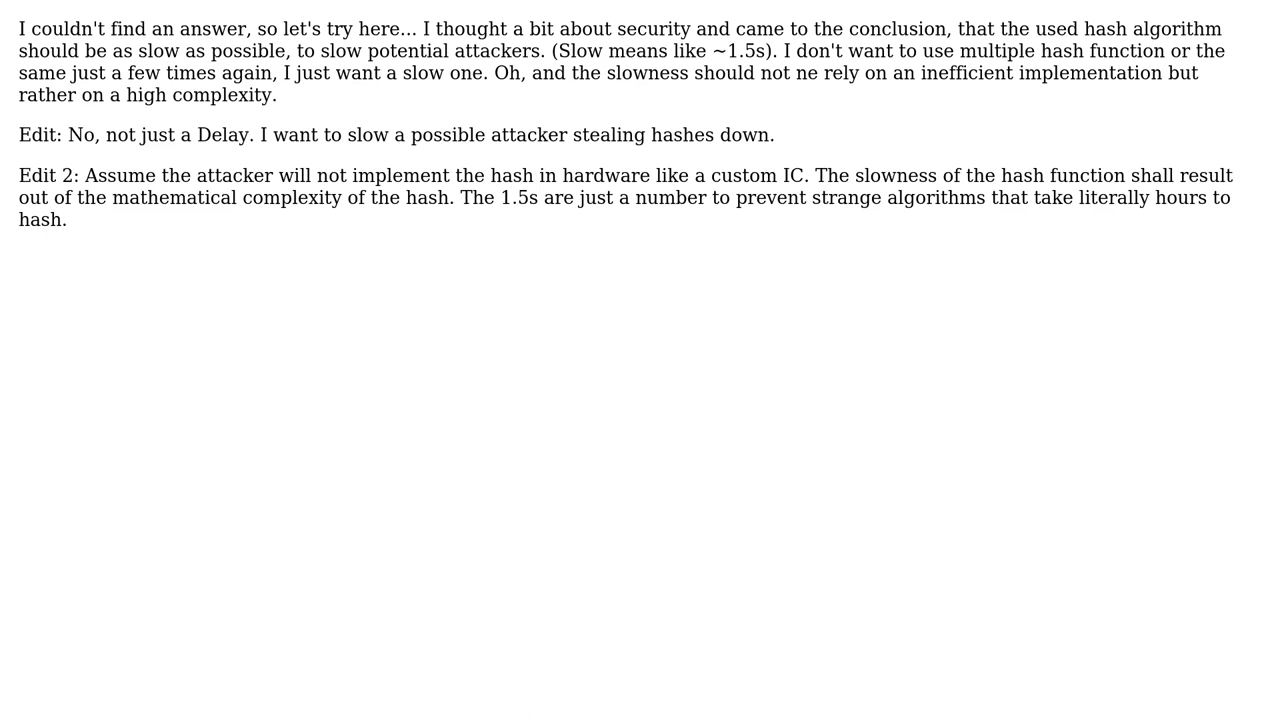 I couldn't find an answer, so let's try here... I thought a bit about security and came to the conclusion, that the used hash algorithm
should be as slow as possible, to slow potential attackers. (Slow means like ~1.5s). I don't want to use multiple hash function or the
same just a few times again, I just want a slow one. Oh, and the slowness should not ne rely on an inefficient implementation but
rather on a high complexity.
Edit: No, not just a Delay. I want to slow a possible attacker stealing hashes down.
Edit 2: Assume the attacker will not implement the hash in hardware like a custom IC. The slowness of the hash function shall result
out of the mathematical complexity of the hash. The 1.5s are just a number to prevent strange algorithms that take literally hours to
hash.